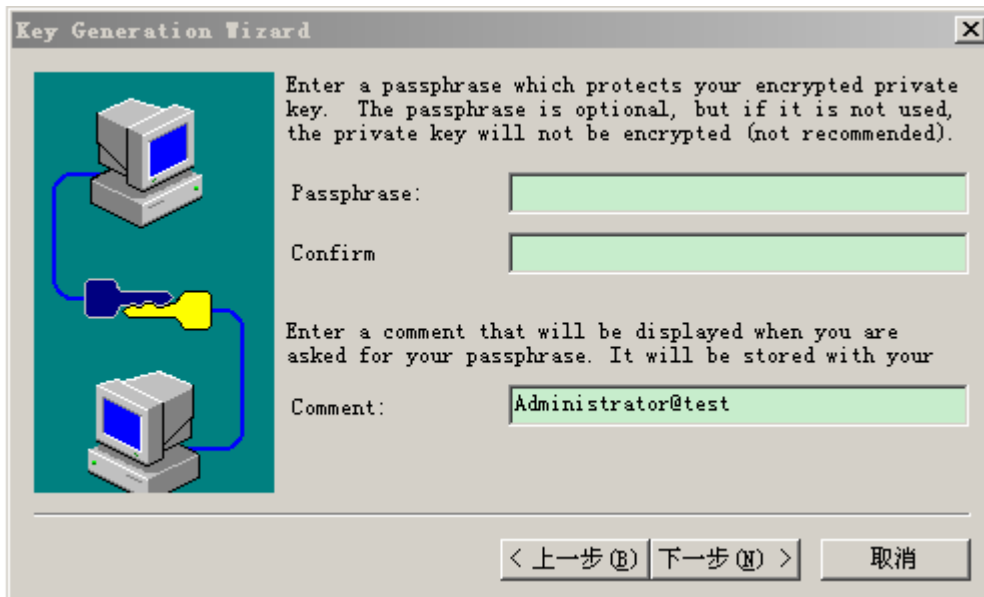 Key Generation Wizard
Enter a passphrase which protects your encrypted private
key. The passphrase is optional, but if it is not used,
the private key will not be encrypted (not recommended).
Passphrase:
Confirm
Enter a comment that will be displayed when you are
asked for your passphrase. It will be stored with your
Comment: Administrator@test
< 上一步(B) 下一步(N) > 取消